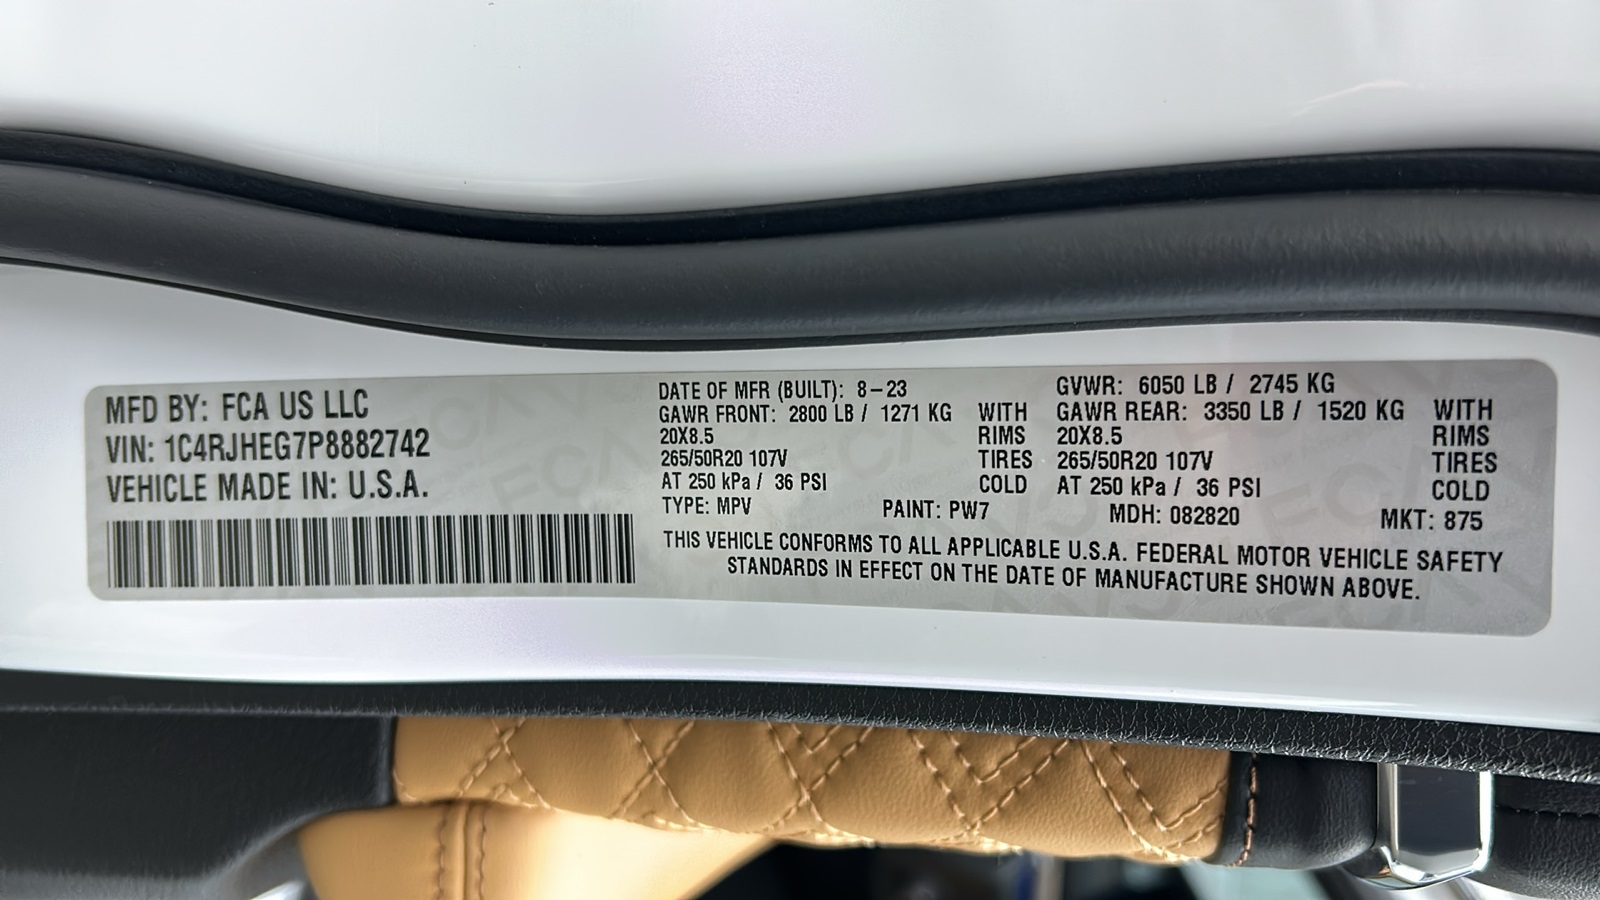 MFD BY: FCA US LLC
VIN: 1C4RJHEG7P8882742
VEHICLE MADE IN: U.S.A.
DATE OF MFR (BUILT): 8-23
GAWR FRONT: 2800 LB / 1271 KG WITH
20X8.5 RIMS
265/50R20 107V TIRES
AT 250 kPa / 36 PSI COLD
GVWR: 6050 LB / 2745 KG
GAWR REAR: 3350 LB / 1520 KG WITH
20X8.5 RIMS
265/50R20 107V TIRES
AT 250 kPa / 36 PSI COLD
TYPE: MPV PAINT: PW7 MDH: 082820 MKT: 875
THIS VEHICLE CONFORMS TO ALL APPLICABLE U.S.A. FEDERAL MOTOR VEHICLE SAFETY
STANDARDS IN EFFECT ON THE DATE OF MANUFACTURE SHOWN ABOVE.